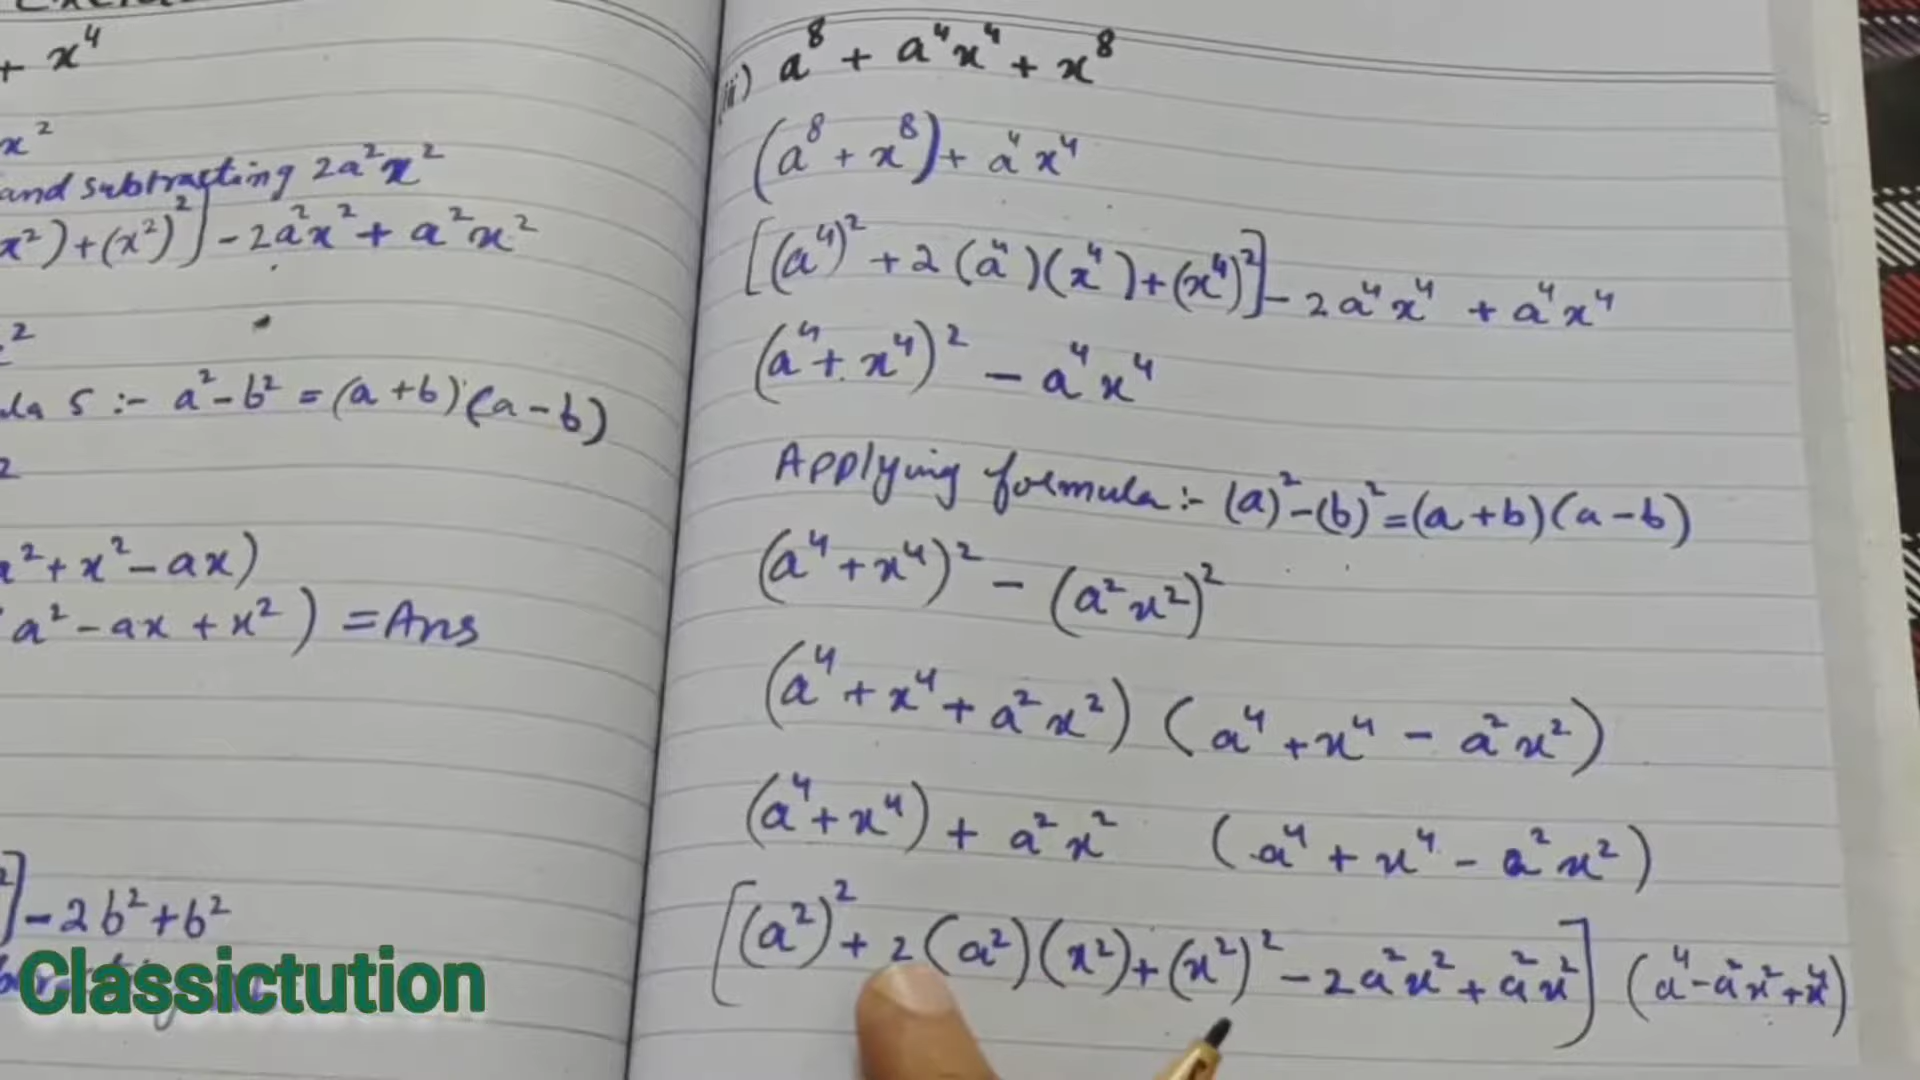 + x⁴
x²
and subtracting 2a²x²
x²)+(x²)²]-2a²x²+ a²x²
²
5 :- a²-b² = (a+b)(a-b)
2
a²+x²-ax)
a²-ax+x²) =Ans
]-2b²+b²
Classictution
ii) a⁸ + a⁴x⁴ + x⁸
(a⁸+x⁸)+ a⁴x⁴
[(a⁴)²+2(a⁴)(x⁴)+(x⁴)²]-2a⁴x⁴ + a⁴x⁴
(a⁴+x⁴)² - a⁴x⁴
Applying formula:- (a)²-(b)²=(a+b)(a-b)
(a⁴+x⁴)² - (a²x²)²
(a⁴+x⁴+a²x²) (a⁴+x⁴ - a²x²)
(a⁴+x⁴)+ a²x² (a⁴+x⁴ - a²x²)
[(a²)²+2(a²)(x²)+(x²)²-2a²x²+a²x²] (a⁴-a²x²+x⁴)